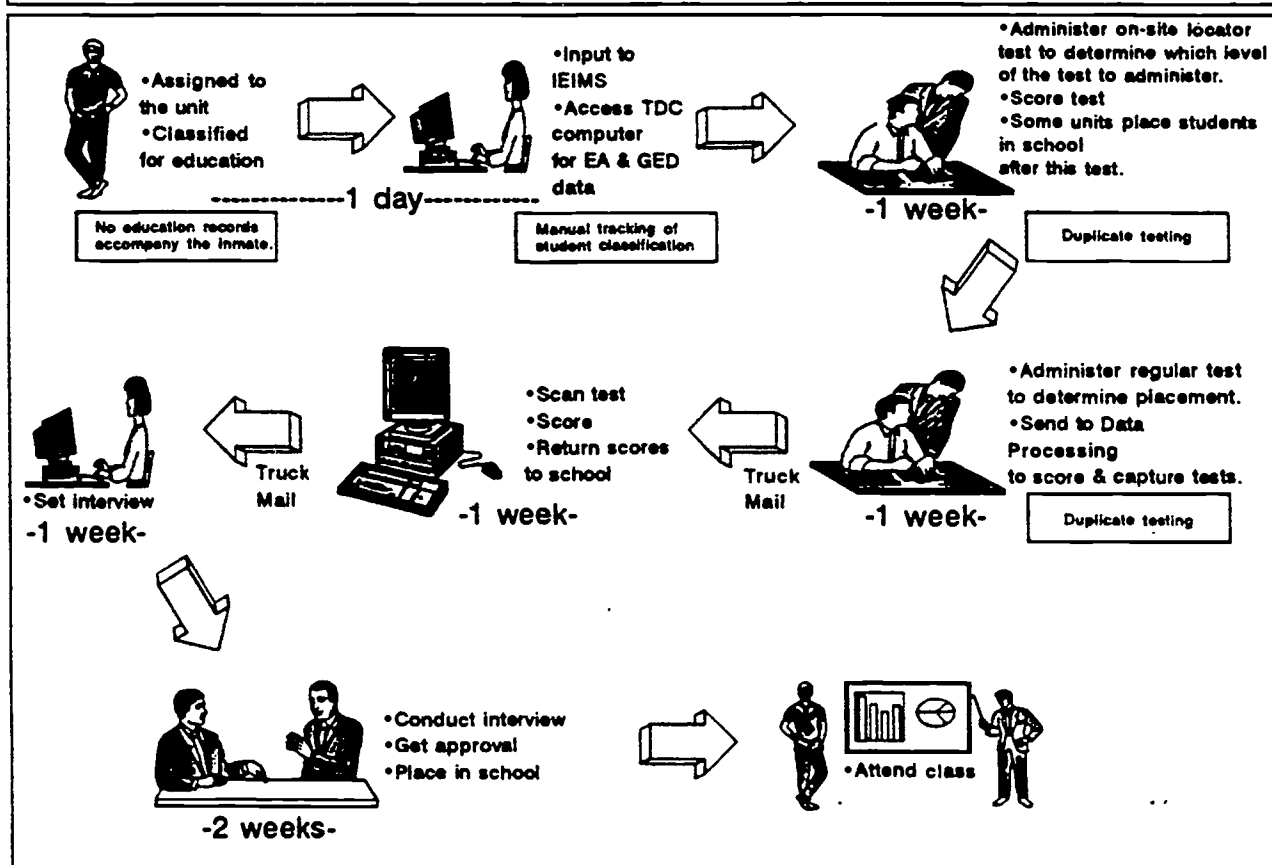 •Assigned to
the unit
•Classified
for education
•Input to
IEIMS
•Access TDC
computer
for EA & GED
data
----------1 day----------
No education records
accompany the inmate.
Manual tracking of
student classification
•Administer on-site locator
test to determine which level
of the test to administer.
•Score test
•Some units place students
in school
after this test.
-1 week-
Duplicate testing
•Administer regular test
to determine placement.
•Send to Data
Processing
to score & capture tests.
-1 week-
Duplicate testing
Truck
Mail
•Scan test
•Score
•Return scores
to school
-1 week-
Truck
Mail
•Set interview
-1 week-
•Conduct interview
•Get approval
•Place in school
-2 weeks-
•Attend class